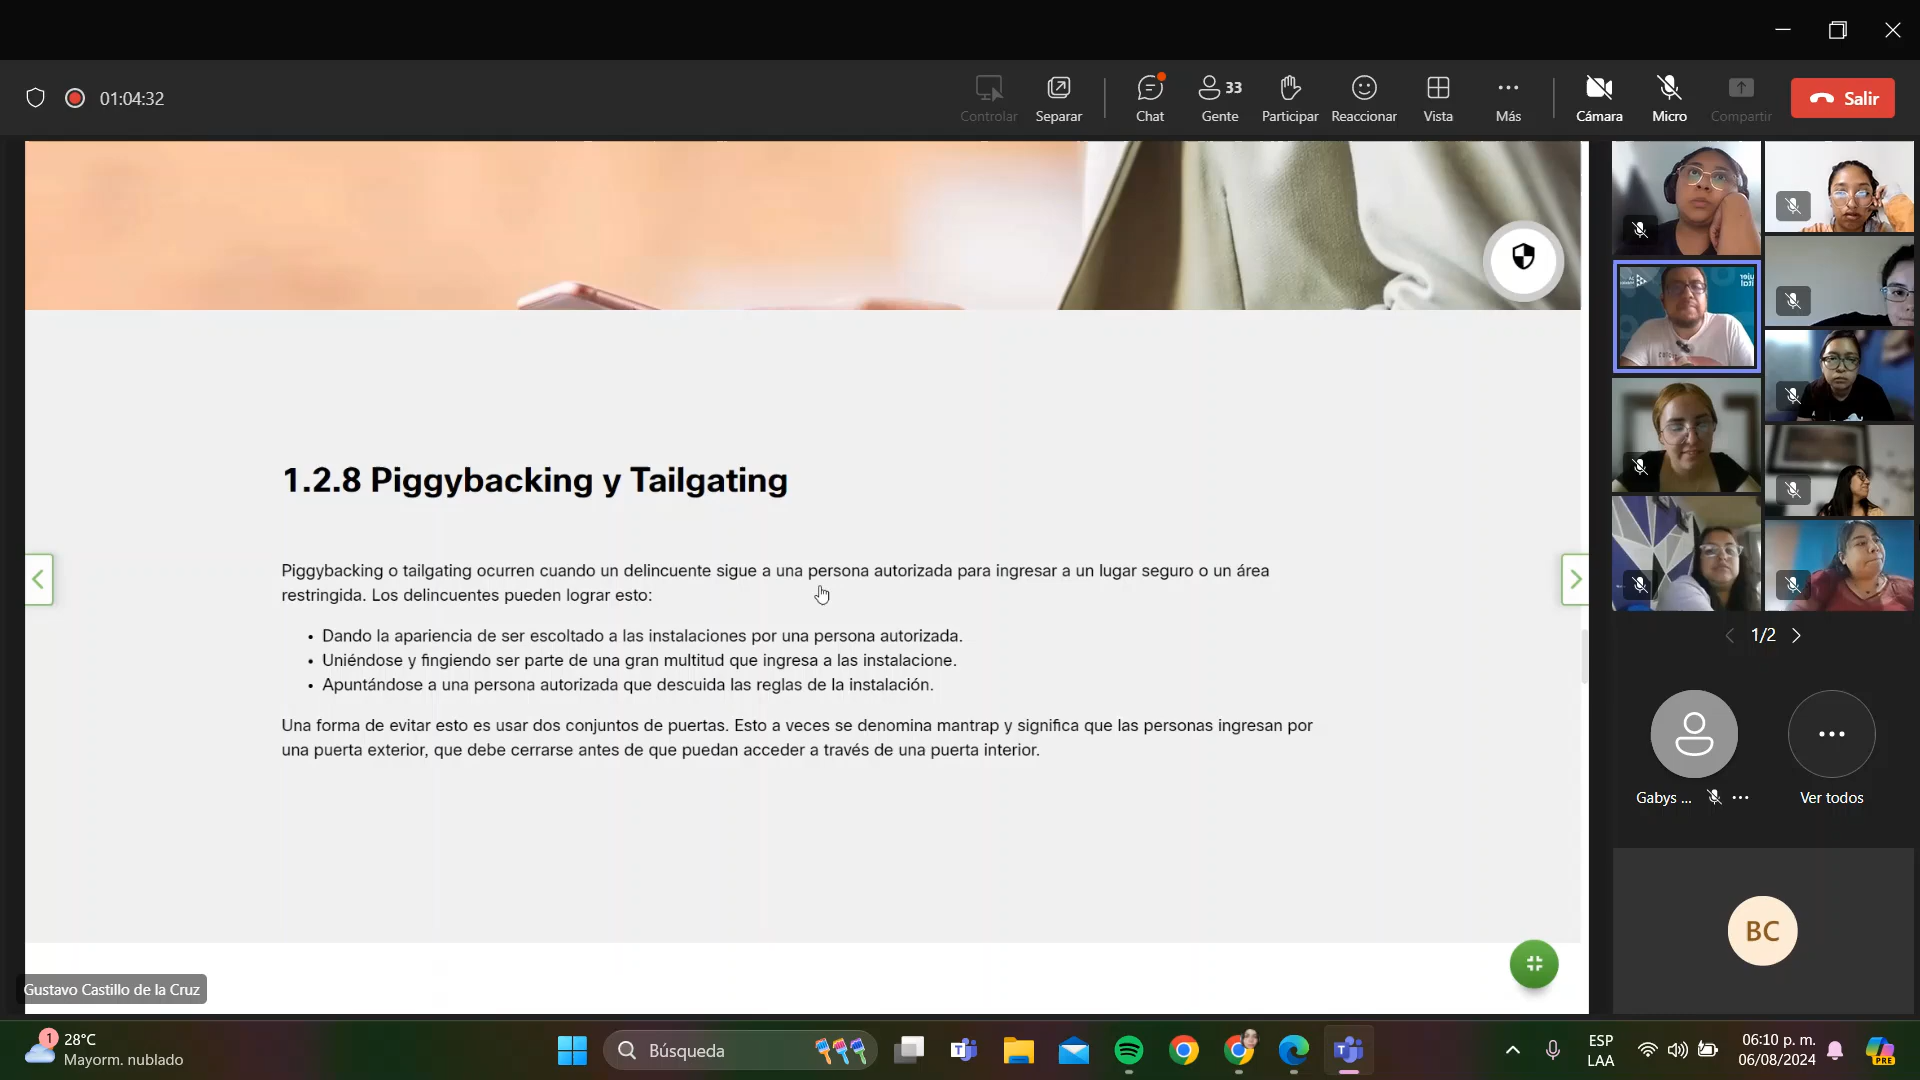 01:04:32
Controlar
Separar
Chat
33
Gente
Participar
Reaccionar
Vista
Más
Cámara
Micro
Compartir
Salir
1.2.8 Piggybacking y Tailgating
Piggybacking o tailgating ocurren cuando un delincuente sigue a una persona autorizada para ingresar a un lugar seguro o un área
restringida. Los delincuentes pueden lograr esto:
• Dando la apariencia de ser escoltado a las instalaciones por una persona autorizada.
• Uniéndose y fingiendo ser parte de una gran multitud que ingresa a las instalacione.
• Apuntándose a una persona autorizada que descuida las reglas de la instalación.
Una forma de evitar esto es usar dos conjuntos de puertas. Esto a veces se denomina mantrap y significa que las personas ingresan por
una puerta exterior, que debe cerrarse antes de que puedan acceder a través de una puerta interior.
Gustavo Castillo de la Cruz
1/2
Gabys ...
Ver todos
BC
1
28°C
Mayorm. nublado
Búsqueda
ESP
LAA
06:10 p. m.
06/08/2024
PRE